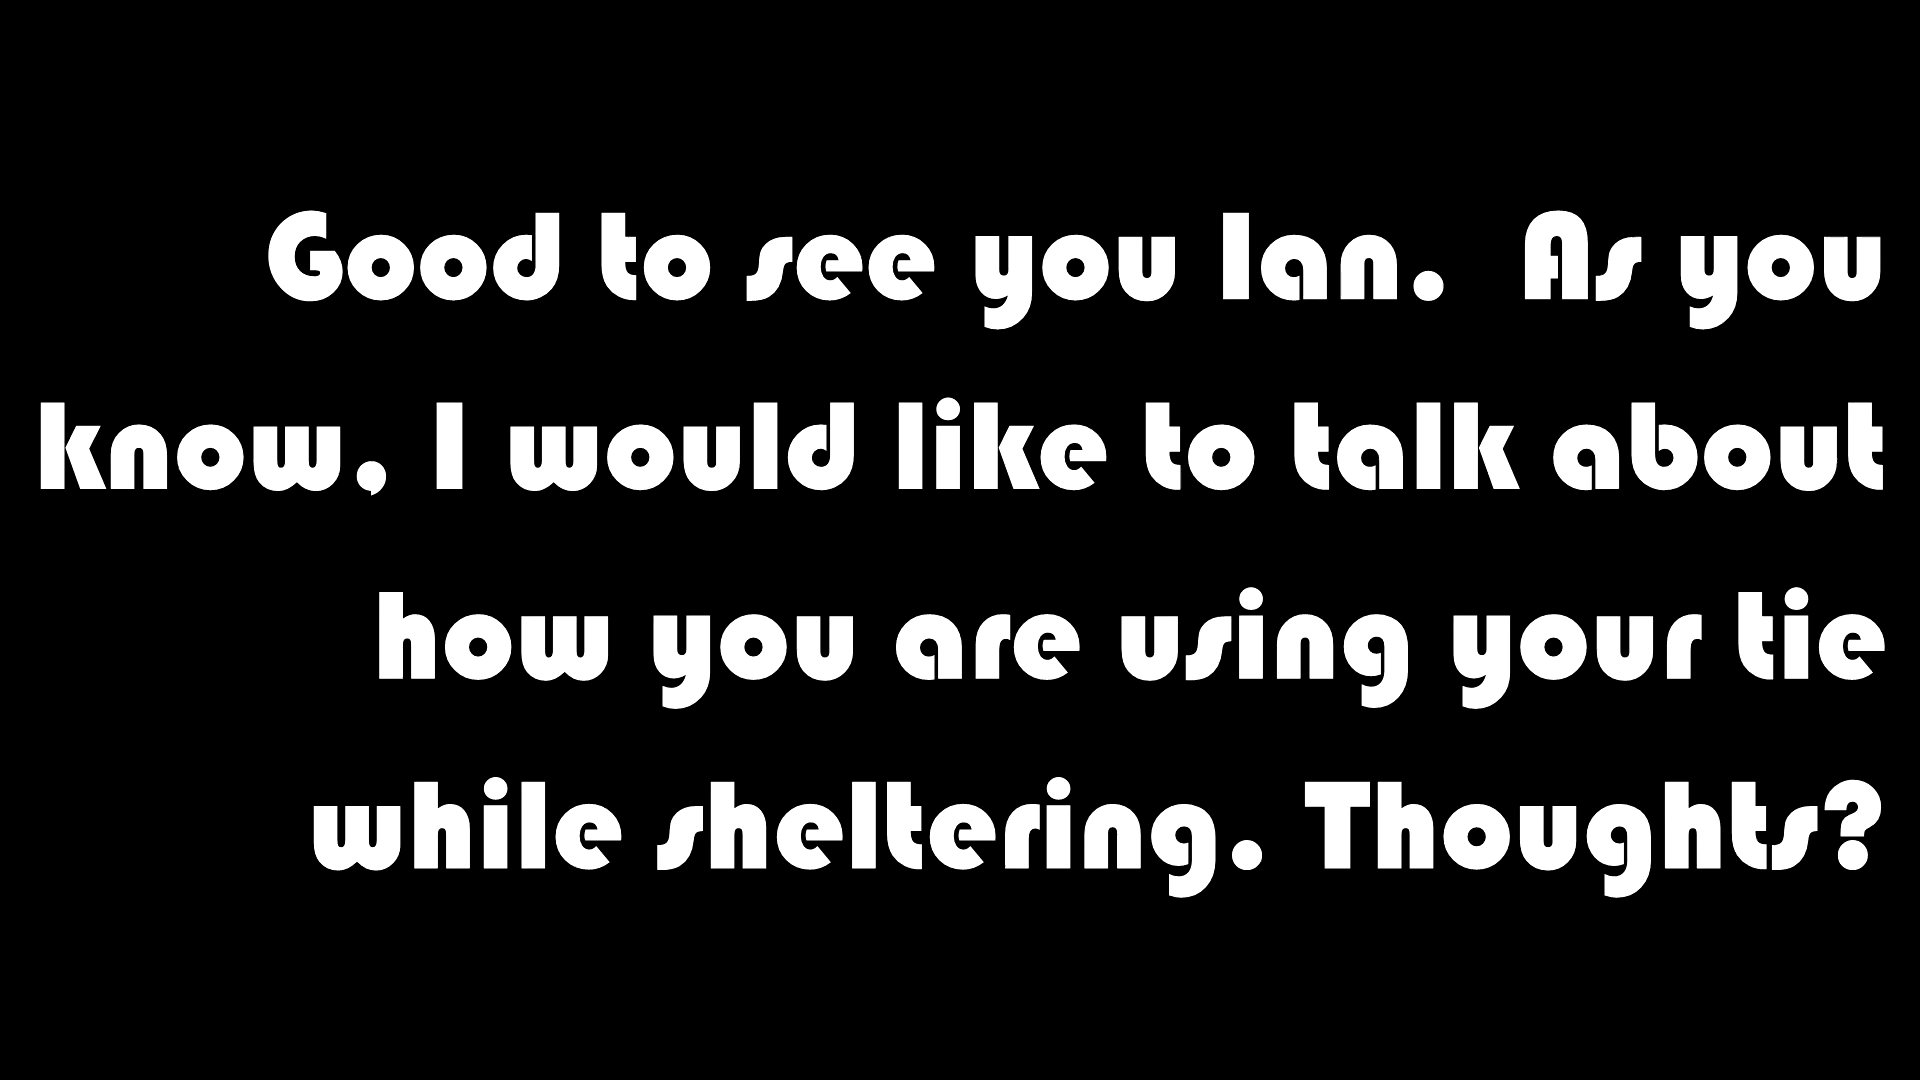 Good to see you Ian.  As you
know, I would like to talk about
how you are using your tie
while sheltering. Thoughts?